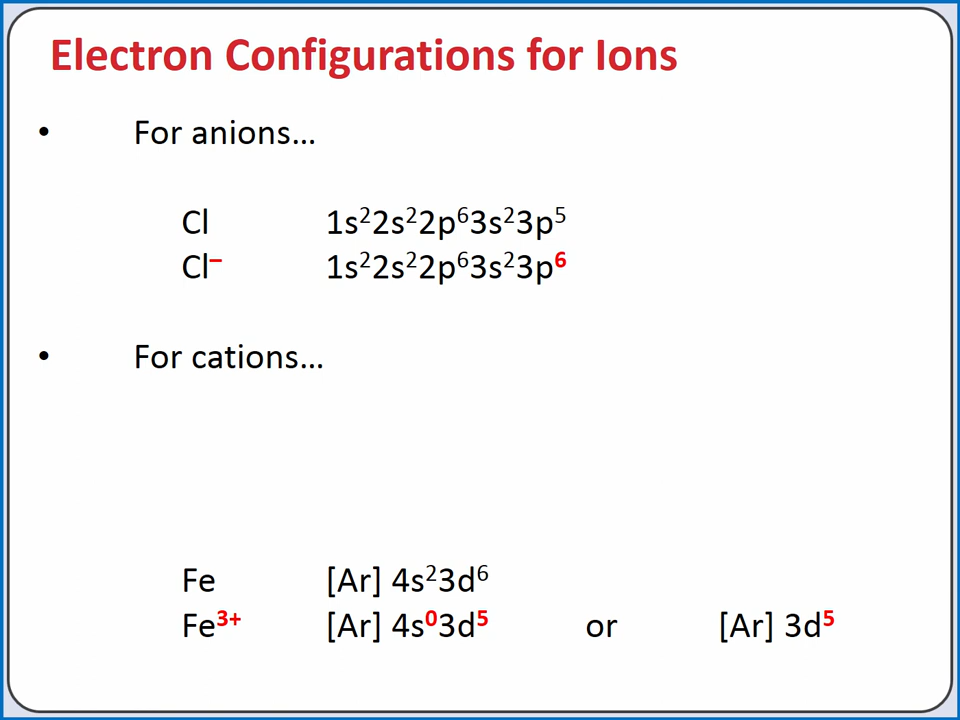 Electron Configurations for Ions
• For anions…
Cl 1s²2s²2p⁶3s²3p⁵
Cl⁻ 1s²2s²2p⁶3s²3p⁶
• For cations…
Fe [Ar] 4s²3d⁶
Fe³⁺ [Ar] 4s⁰3d⁵ or [Ar] 3d⁵